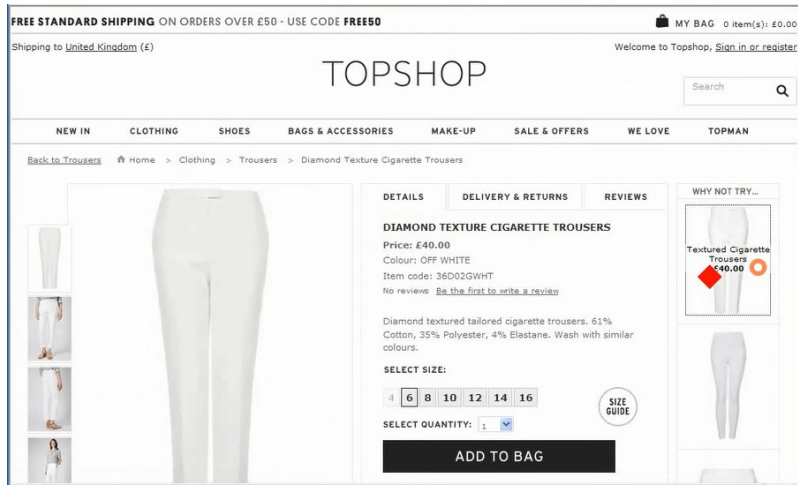 FREE STANDARD SHIPPING ON ORDERS OVER £50 - USE CODE FREE50
MY BAG 0 item(s): £0.00
Shipping to United Kingdom (£)
Welcome to Topshop, Sign in or register
TOPSHOP
Search
NEW IN CLOTHING SHOES BAGS & ACCESSORIES MAKE-UP SALE & OFFERS WE LOVE TOPMAN
Back to Trousers Home > Clothing > Trousers > Diamond Texture Cigarette Trousers
DETAILS DELIVERY & RETURNS REVIEWS
DIAMOND TEXTURE CIGARETTE TROUSERS
Price: £40.00
Colour: OFF WHITE
Item code: 36D02GWHT
No reviews Be the first to write a review
Diamond textured tailored cigarette trousers. 61%
Cotton, 35% Polyester, 4% Elastane. Wash with similar
colours.
SELECT SIZE:
4 6 8 10 12 14 16
SIZE
GUIDE
SELECT QUANTITY: 1
ADD TO BAG
WHY NOT TRY...
Textured Cigarette
Trousers
£40.00